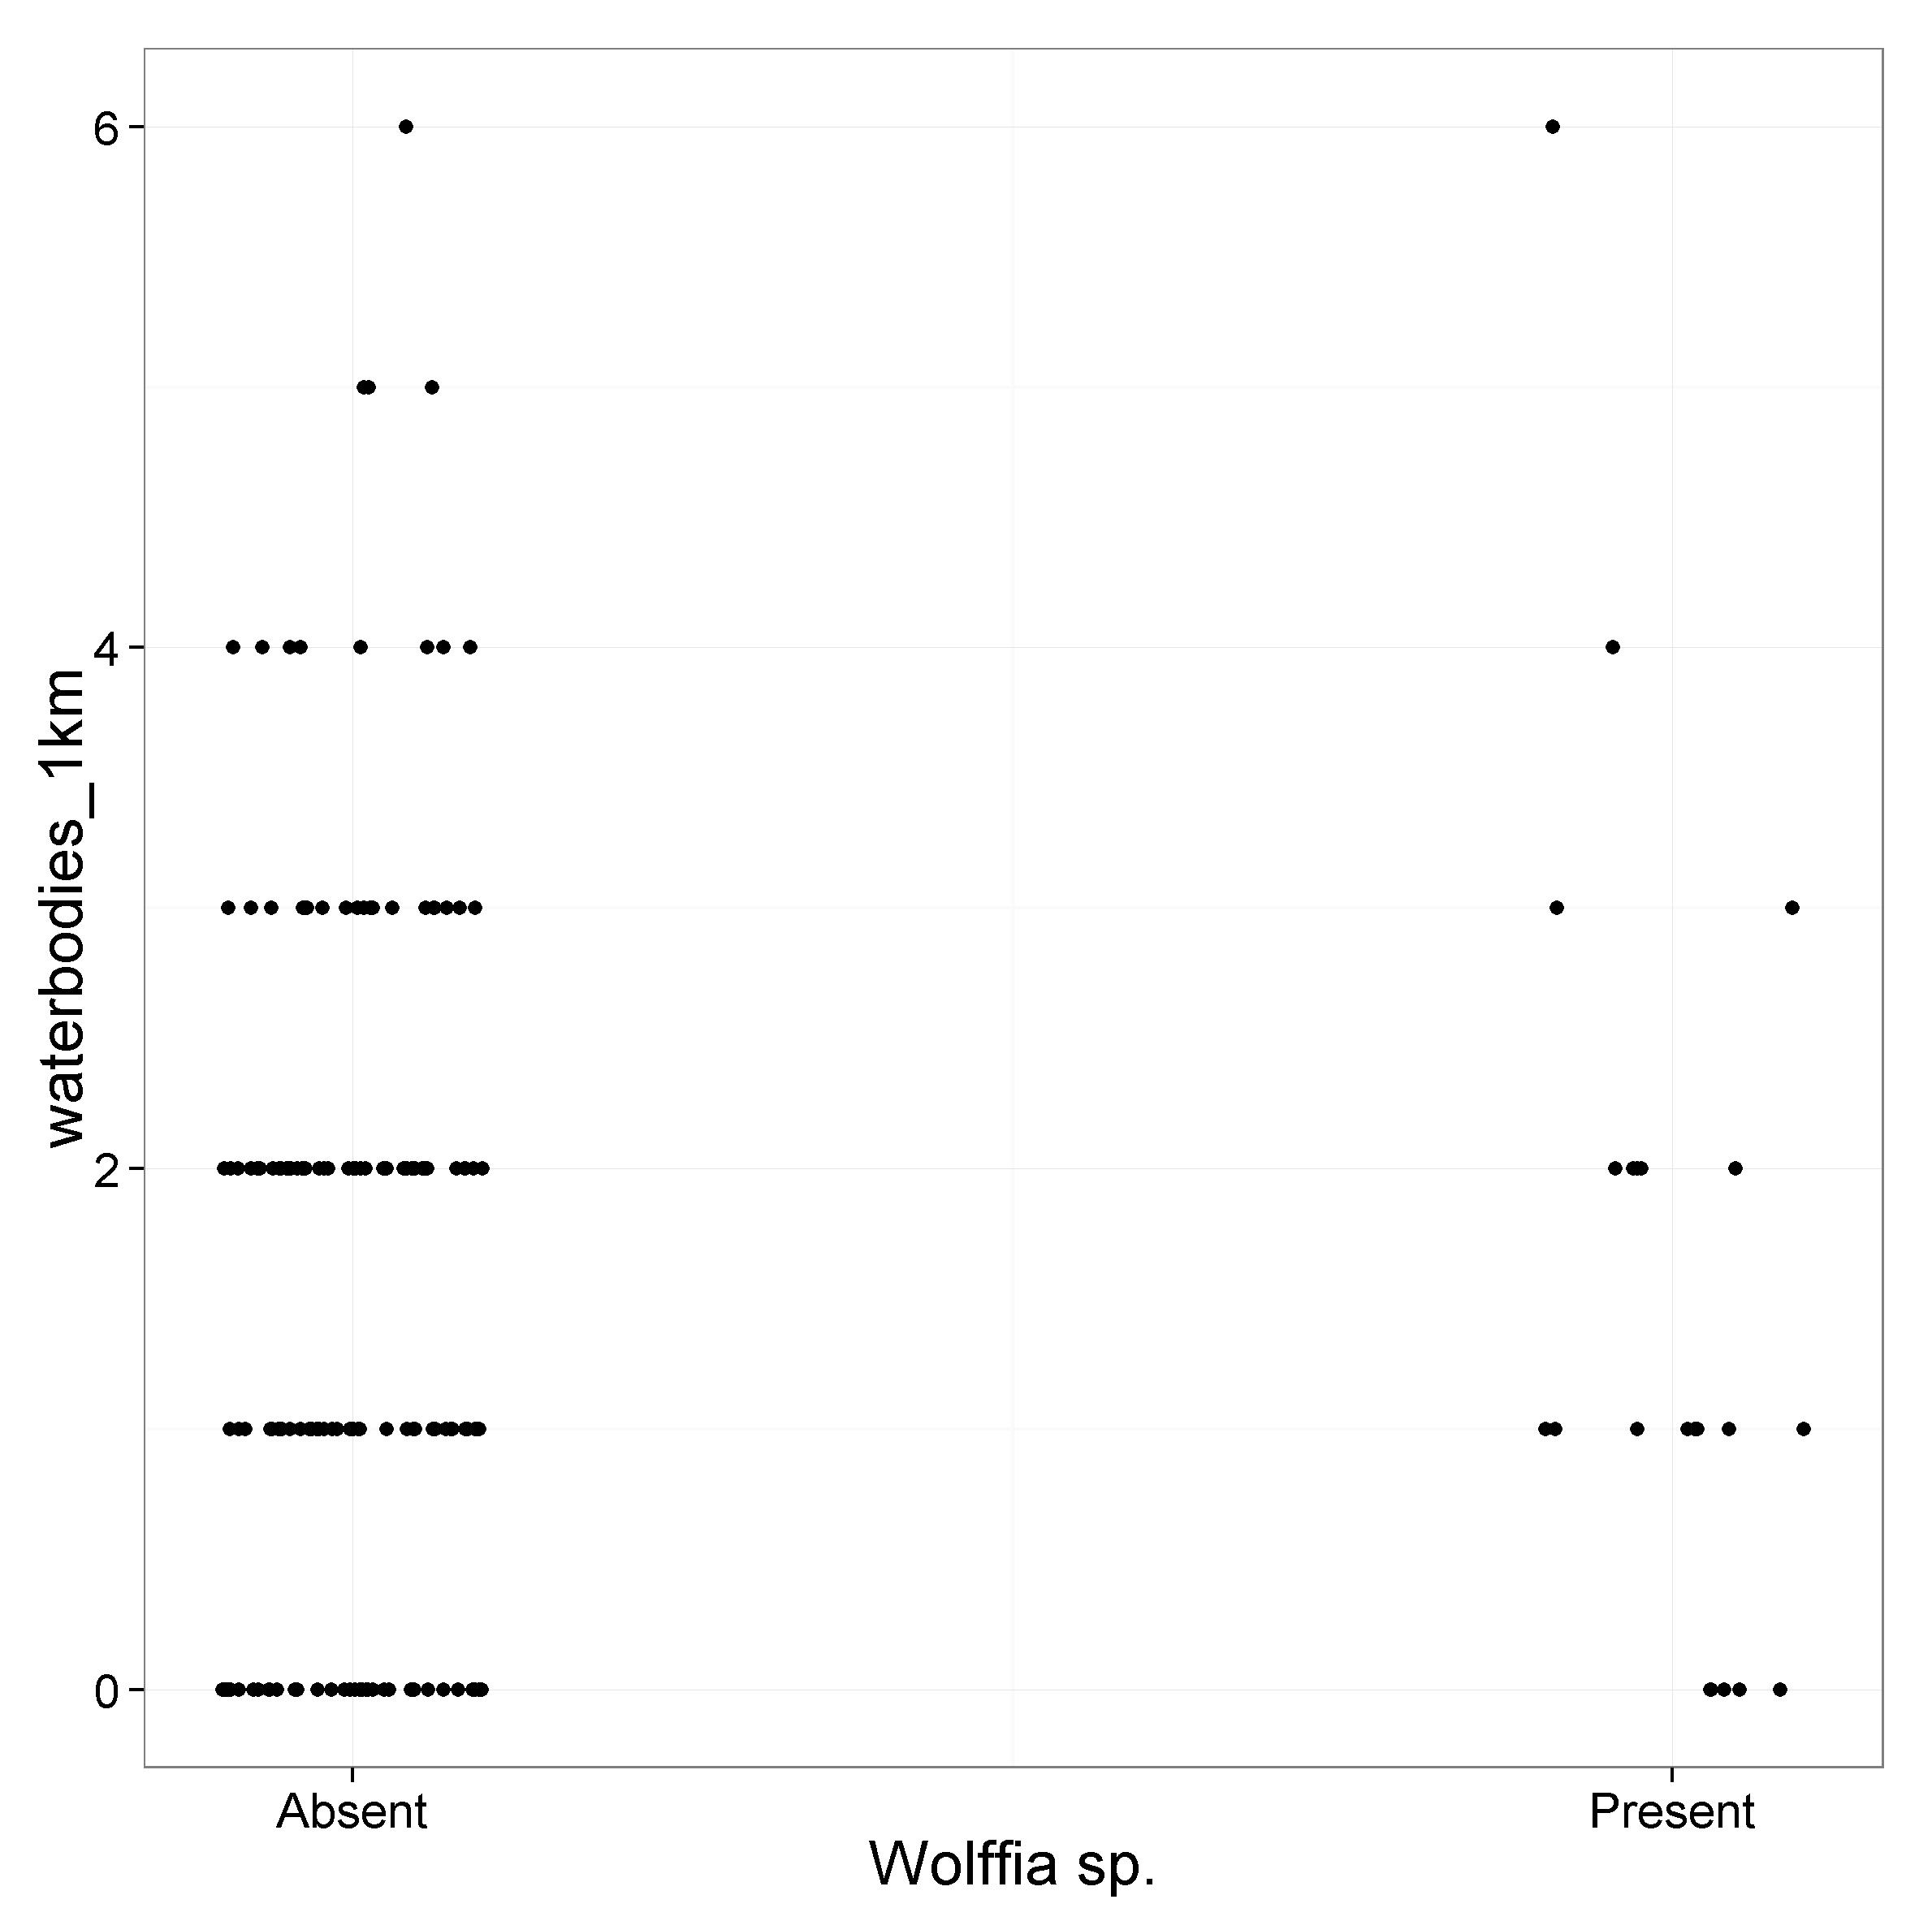 6
4
2
0
waterbodies_1km
Absent
Present
Wolffia sp.